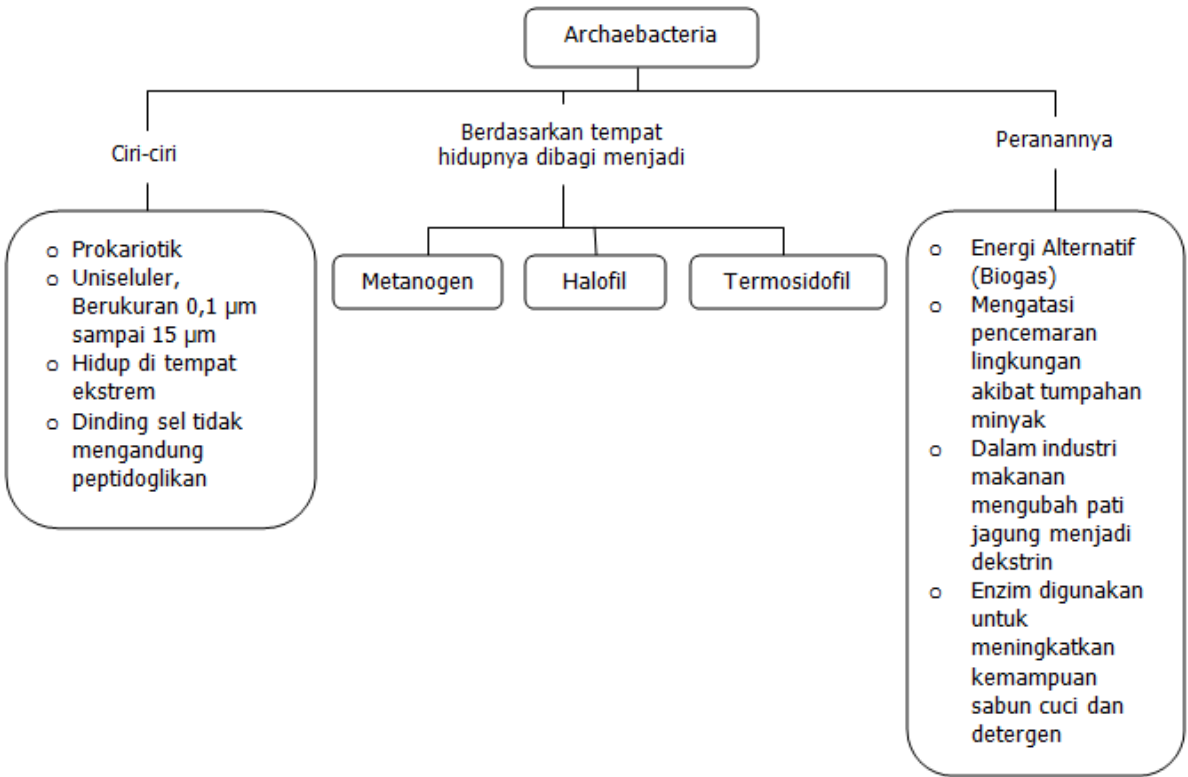 Archaebacteria
Ciri-ciri
o Prokariotik
o Uniseluler,
Berukuran 0,1 µm
sampai 15 µm
o Hidup di tempat
ekstrem
o Dinding sel tidak
mengandung
peptidoglikan
Berdasarkan tempat
hidupnya dibagi menjadi
Metanogen
Halofil
Termosidofil
Peranannya
o Energi Alternatif
(Biogas)
o Mengatasi
pencemaran
lingkungan
akibat tumpahan
minyak
o Dalam industri
makanan
mengubah pati
jagung menjadi
dekstrin
o Enzim digunakan
untuk
meningkatkan
kemampuan
sabun cuci dan
detergen